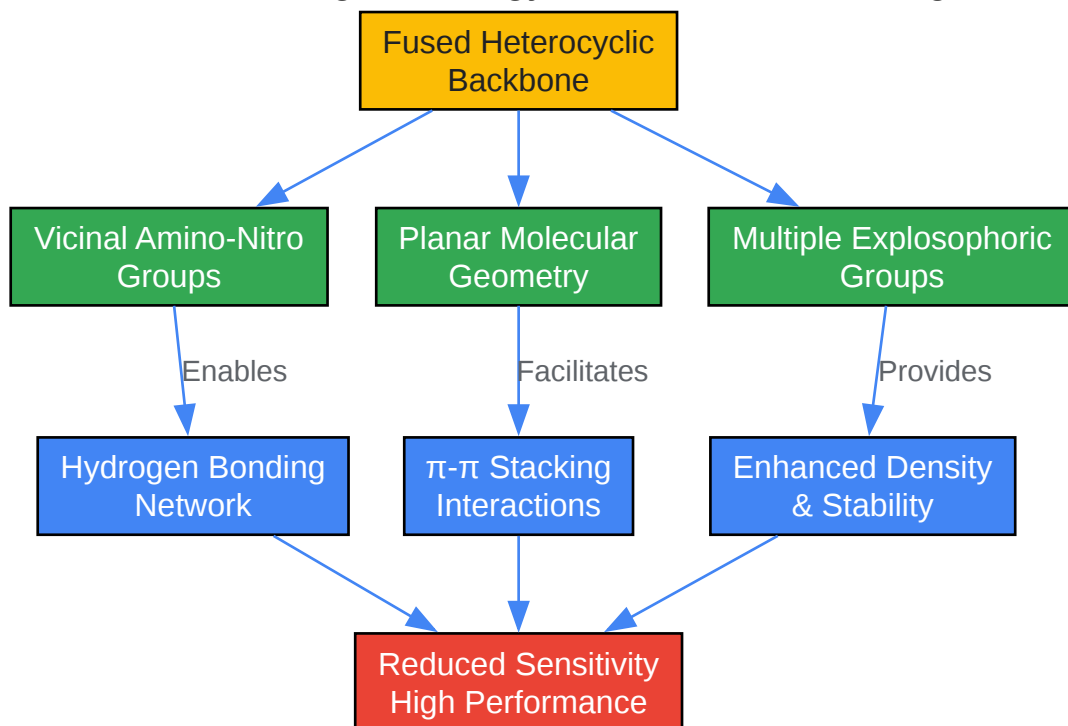 Fused Heterocyclic
Backbone
Vicinal Amino-Nitro
Groups
Planar Molecular
Geometry
Multiple Explosophoric
Groups
Enables
Facilitates
Provides
Hydrogen Bonding
Network
π-π Stacking
Interactions
Enhanced Density
& Stability
Reduced Sensitivity
High Performance